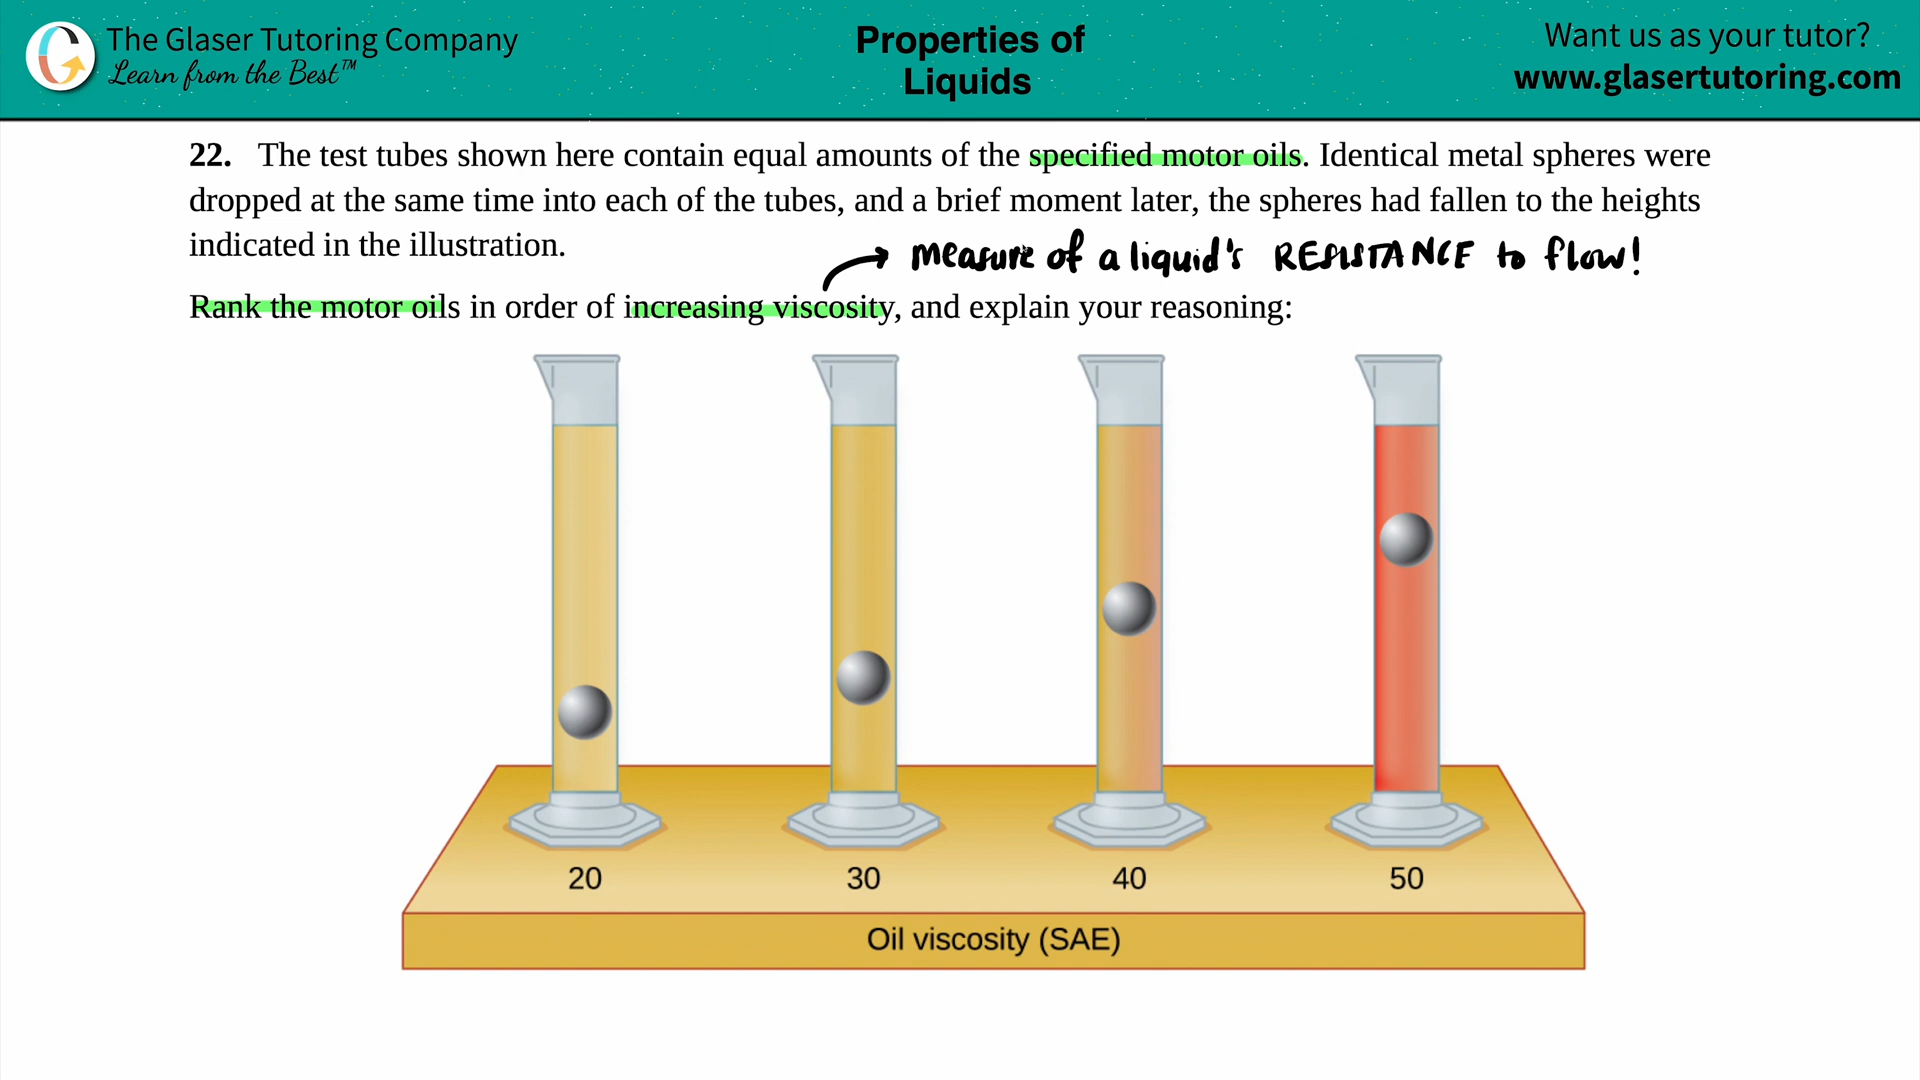 The Glaser Tutoring Company
Learn from the Best™
Properties of
Liquids
Want us as your tutor?
www.glasertutoring.com
22. The test tubes shown here contain equal amounts of the specified motor oils. Identical metal spheres were
dropped at the same time into each of the tubes, and a brief moment later, the spheres had fallen to the heights
indicated in the illustration.
measure of a liquid's RESISTANCE to flow!
Rank the motor oils in order of increasing viscosity, and explain your reasoning:
20 30 40 50
Oil viscosity (SAE)